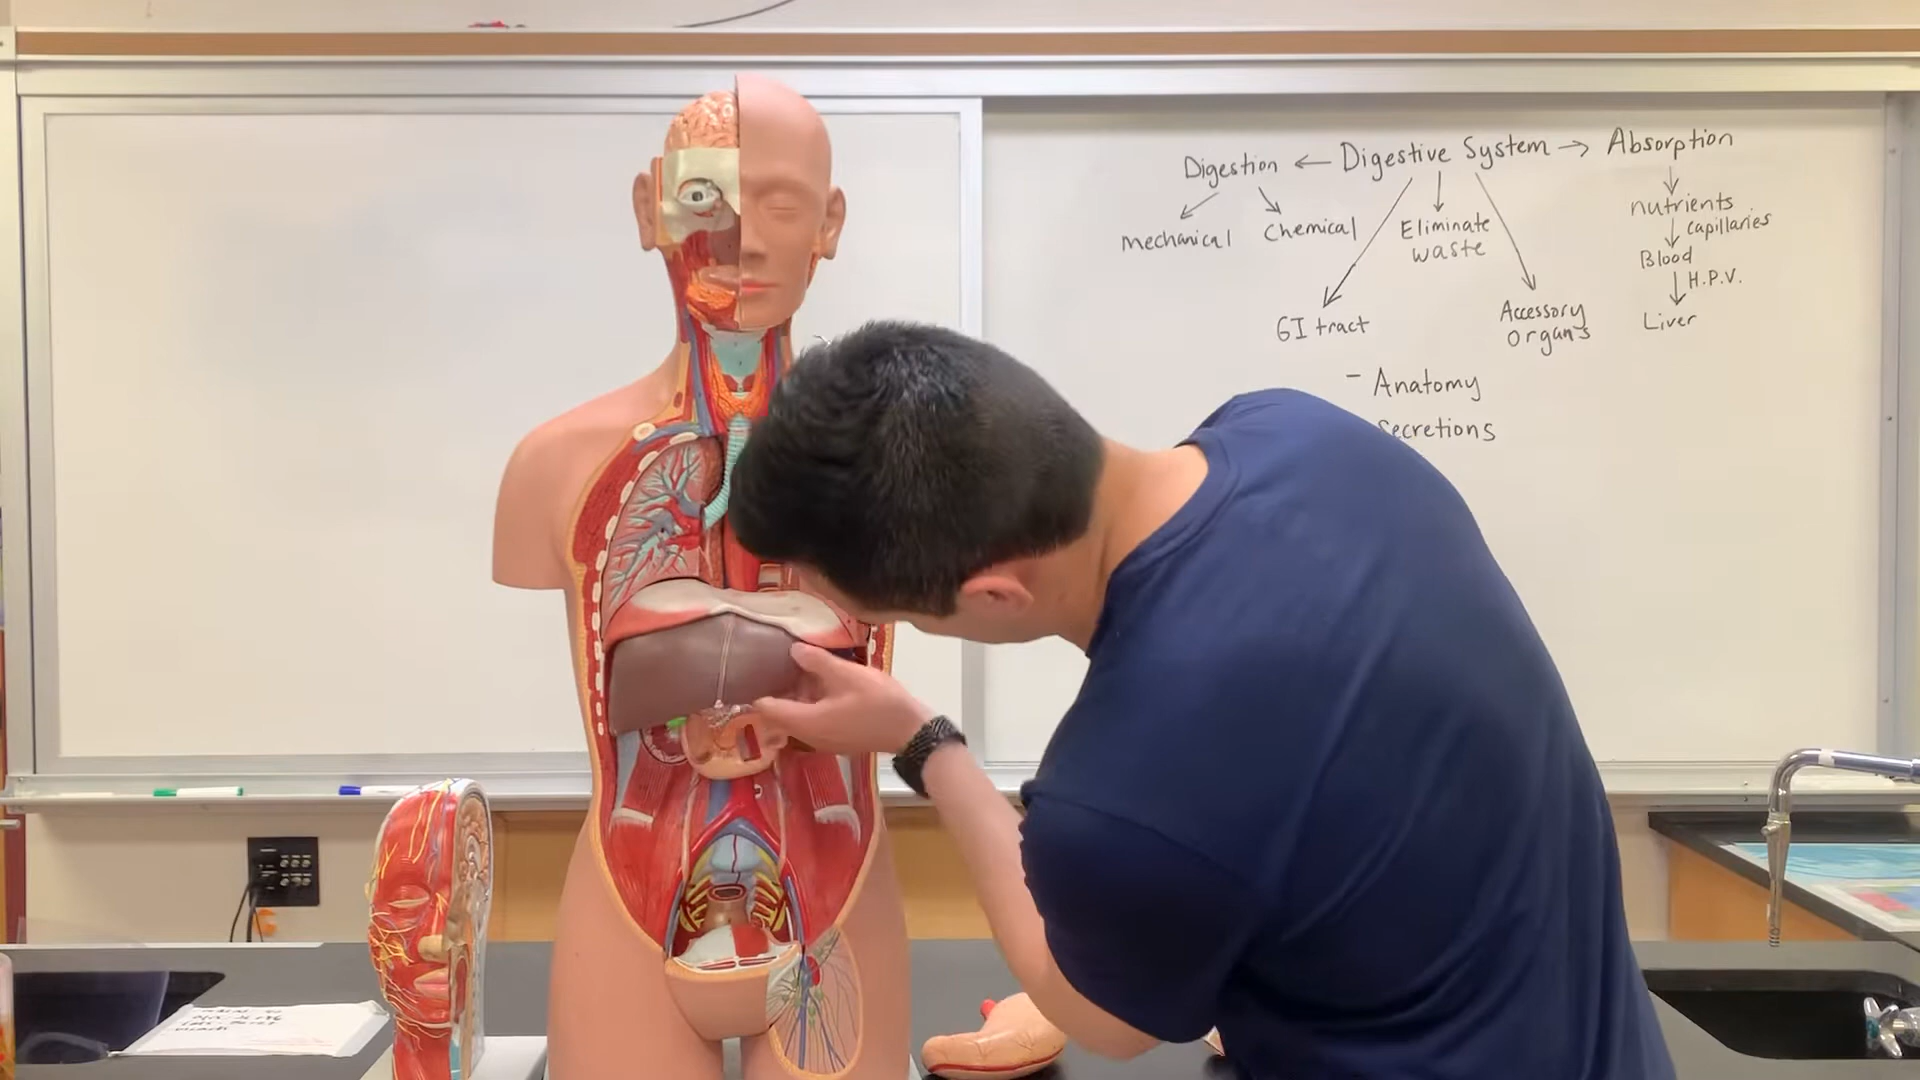 Digestion ← Digestive System → Absorption
Mechanical
Chemical
Eliminate
waste
nutrients
capillaries
Blood
H.P.V.
Liver
GI tract
Accessory
organs
- Anatomy
Secretions